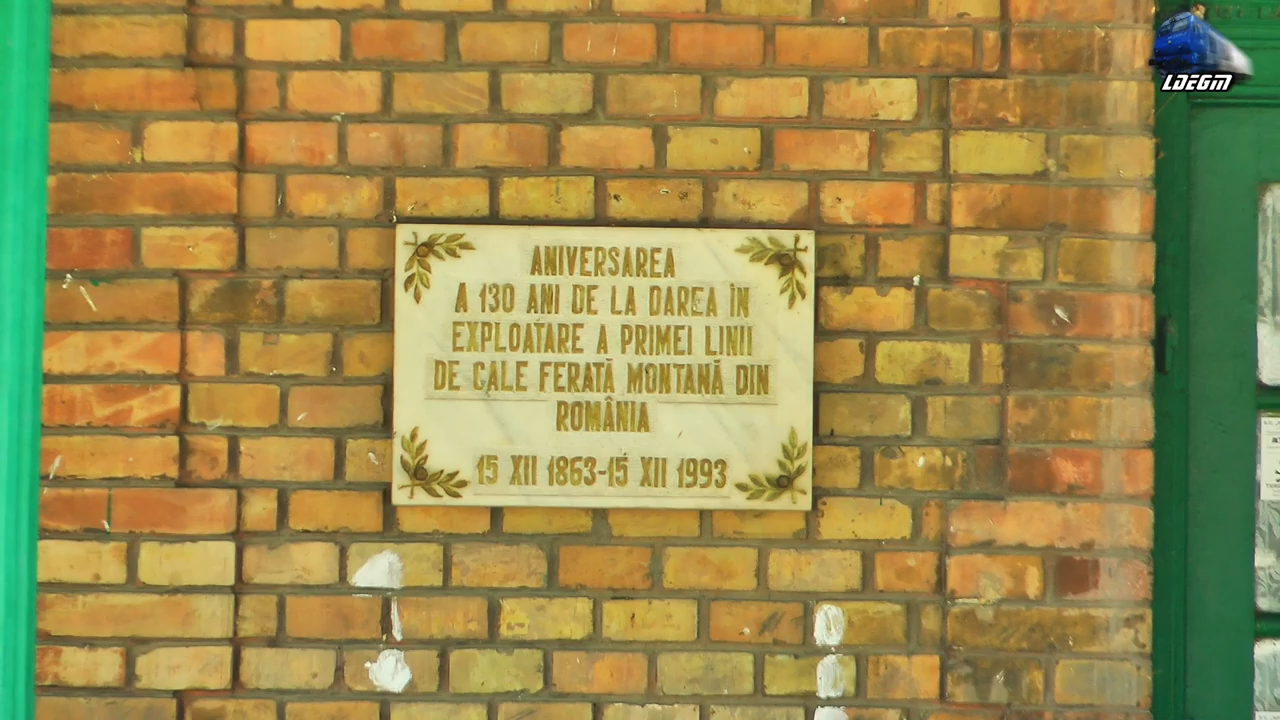 ANIVERSAREA
A 130 ANI DE LA DAREA ÎN
EXPLOATARE A PRIMEI LINII
DE CALE FERATĂ MONTANĂ DIN
ROMÂNIA
15 XII 1863-15 XII 1993
LDEGM